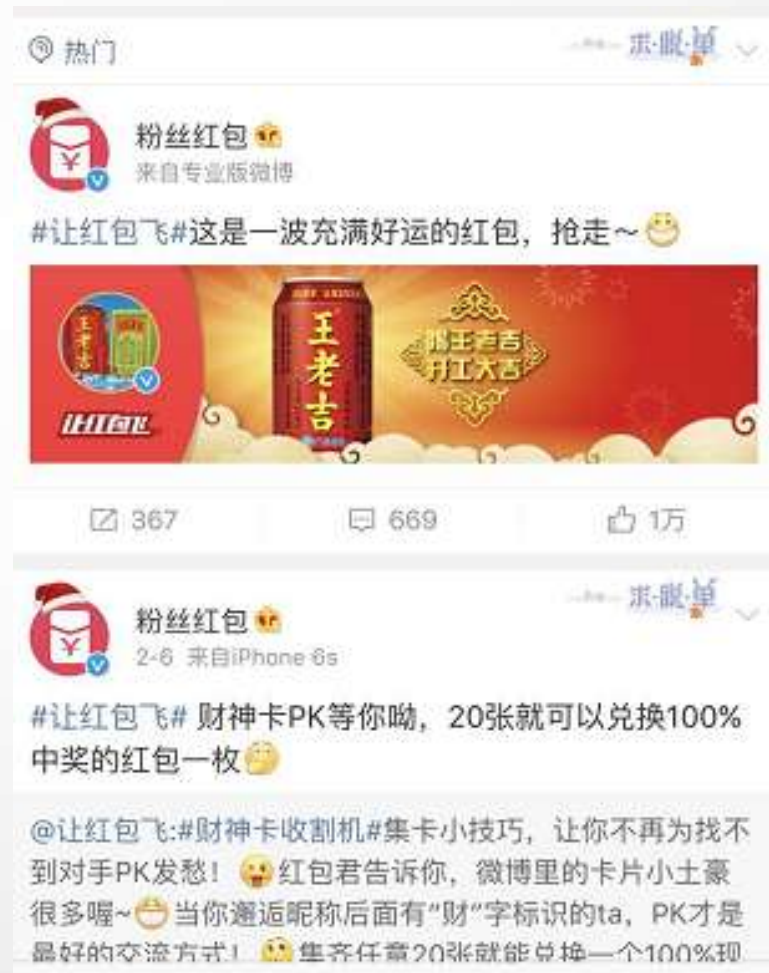 热门
求·脱·单
粉丝红包
来自专业版微博
#让红包飞#这是一波充满好运的红包，抢走～
王老吉
王老吉
喝王老吉
开工大吉
让红包飞
367 669 1万
粉丝红包
求·脱·单
2-6 来自iPhone 6s
#让红包飞# 财神卡PK等你呦，20张就可以兑换100%
中奖的红包一枚
@让红包飞:#财神卡收割机#集卡小技巧，让你不再为找不
到对手PK发愁！红包君告诉你，微博里的卡片小土豪
很多喔~当你邂逅昵称后面有"财"字标识的ta，PK才是
最好的交流方式！集齐任意20张就能兑换一个100%现